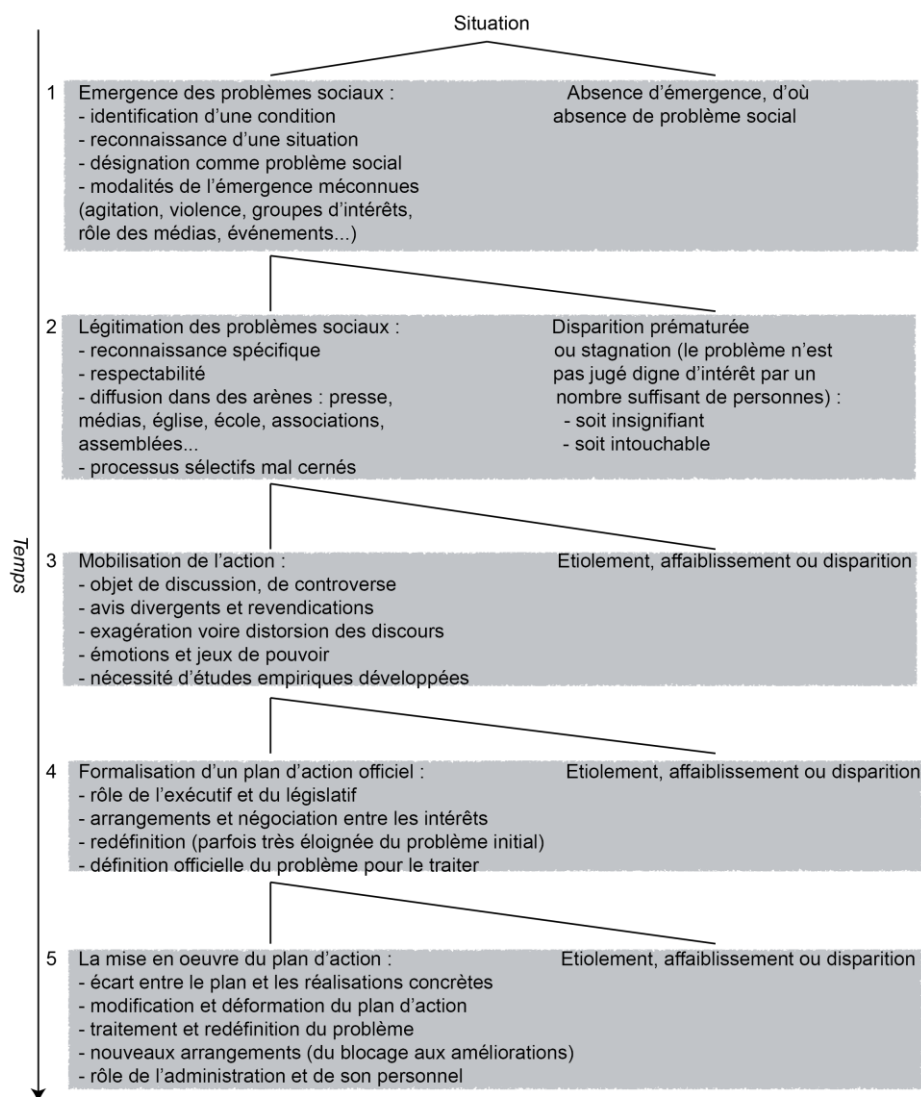 Situation
1
Emergence des problèmes sociaux :
- identification d'une condition
- reconnaissance d'une situation
- désignation comme problème social
- modalités de l'émergence méconnues
(agitation, violence, groupes d'intérêts,
rôle des médias, événements...)
Absence d'émergence, d'où
absence de problème social
2
Légitimation des problèmes sociaux :
- reconnaissance spécifique
- respectabilité
- diffusion dans des arènes : presse,
médias, église, école, associations,
assemblées...
- processus sélectifs mal cernés
Disparition prématurée
ou stagnation (le problème n'est
pas jugé digne d'intérêt par un
nombre suffisant de personnes) :
- soit insignifiant
- soit intouchable
Temps
3
Mobilisation de l'action :
- objet de discussion, de controverse
- avis divergents et revendications
- exagération voire distorsion des discours
- émotions et jeux de pouvoir
- nécessité d'études empiriques développées
Etiolement, affaiblissement ou disparition
4
Formalisation d'un plan d'action officiel :
- rôle de l'exécutif et du législatif
- arrangements et négociation entre les intérêts
- redéfinition (parfois très éloignée du problème initial)
- définition officielle du problème pour le traiter
Etiolement, affaiblissement ou disparition
5
La mise en oeuvre du plan d'action :
- écart entre le plan et les réalisations concrètes
- modification et déformation du plan d'action
- traitement et redéfinition du problème
- nouveaux arrangements (du blocage aux améliorations)
- rôle de l'administration et de son personnel
Etiolement, affaiblissement ou disparition